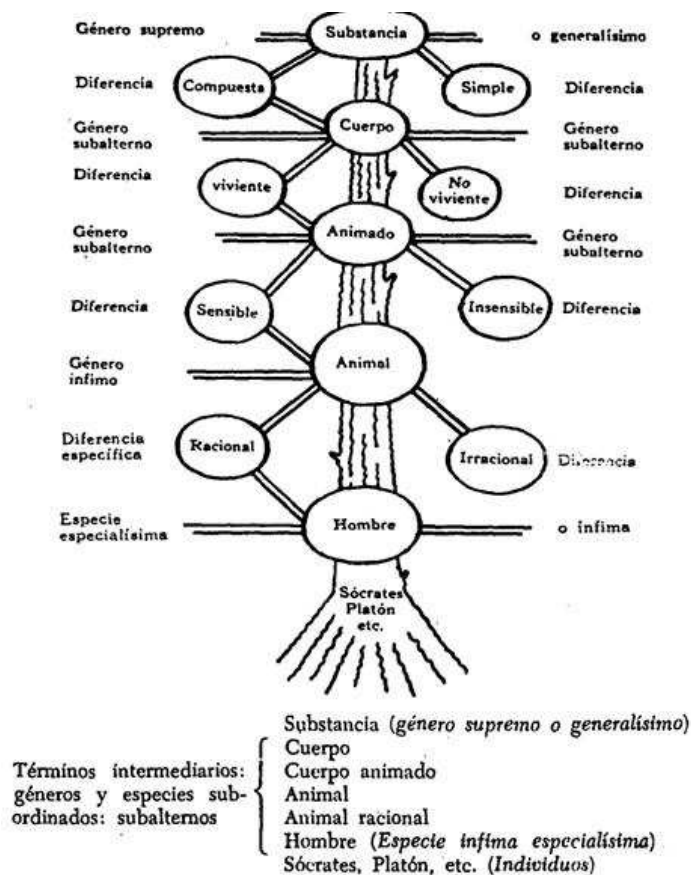 Género supremo
Substancia
o generalísimo
Diferencia
Compuesta
Simple
Diferencia
Género
subalterno
Cuerpo
Género
subalterno
Diferencia
viviente
No
viviente
Diferencia
Género
subalterno
Animado
Género
subalterno
Diferencia
Sensible
Insensible
Diferencia
Género
ínfimo
Animal
Diferencia
específica
Racional
Irracional
Diferencia
Especie
especialísima
Hombre
o ínfima
Sócrates
Platón
etc.
Substancia (género supremo o generalísimo)
Términos intermediarios:
géneros y especies sub-
ordinados: subalternos
Cuerpo
Cuerpo animado
Animal
Animal racional
Hombre (Especie ínfima especialísima)
Sócrates, Platón, etc. (Individuos)